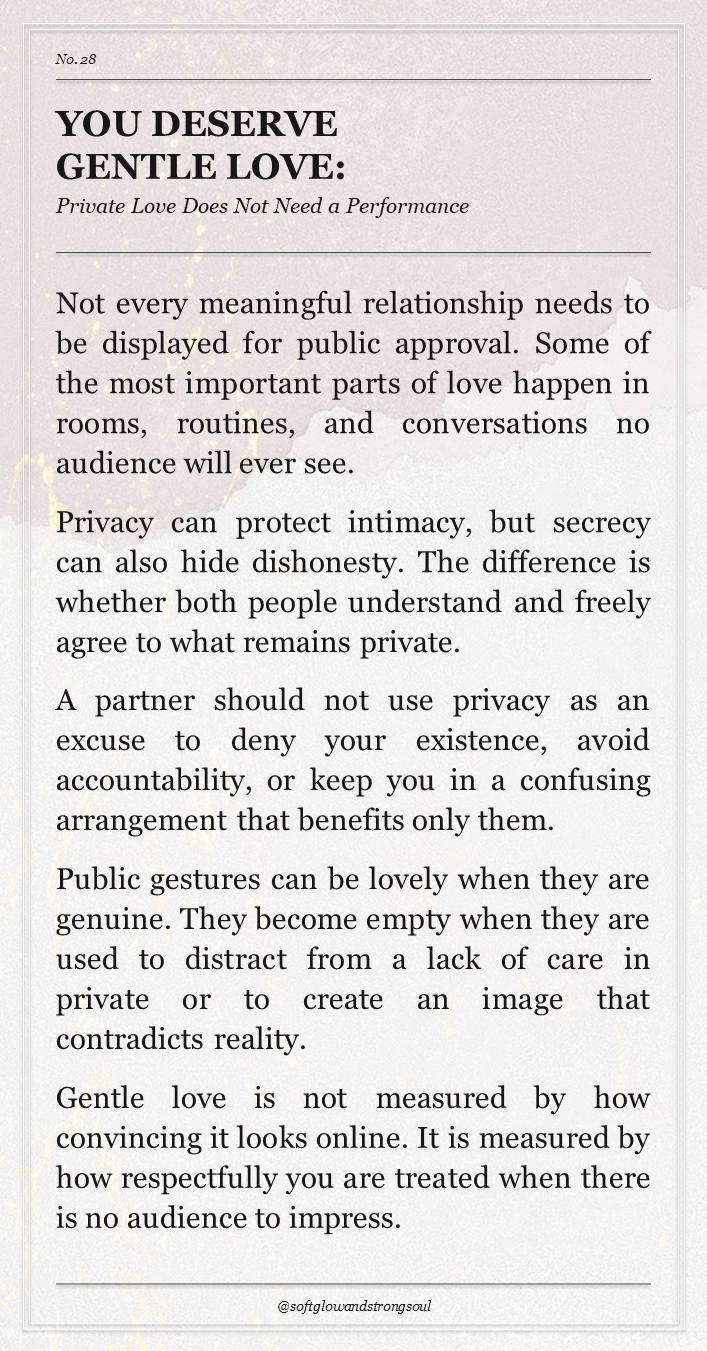 No. 28
YOU DESERVE
GENTLE LOVE:
Private Love Does Not Need a Performance
Not every meaningful relationship needs to
be displayed for public approval. Some of
the most important parts of love happen in
rooms, routines, and conversations no
audience will ever see.
Privacy can protect intimacy, but secrecy
can also hide dishonesty. The difference is
whether both people understand and freely
agree to what remains private.
A partner should not use privacy as an
excuse to deny your existence, avoid
accountability, or keep you in a confusing
arrangement that benefits only them.
Public gestures can be lovely when they are
genuine. They become empty when they are
used to distract from a lack of care in
private or to create an image that
contradicts reality.
Gentle love is not measured by how
convincing it looks online. It is measured by
how respectfully you are treated when there
is no audience to impress.
@softglowandstrongsoul